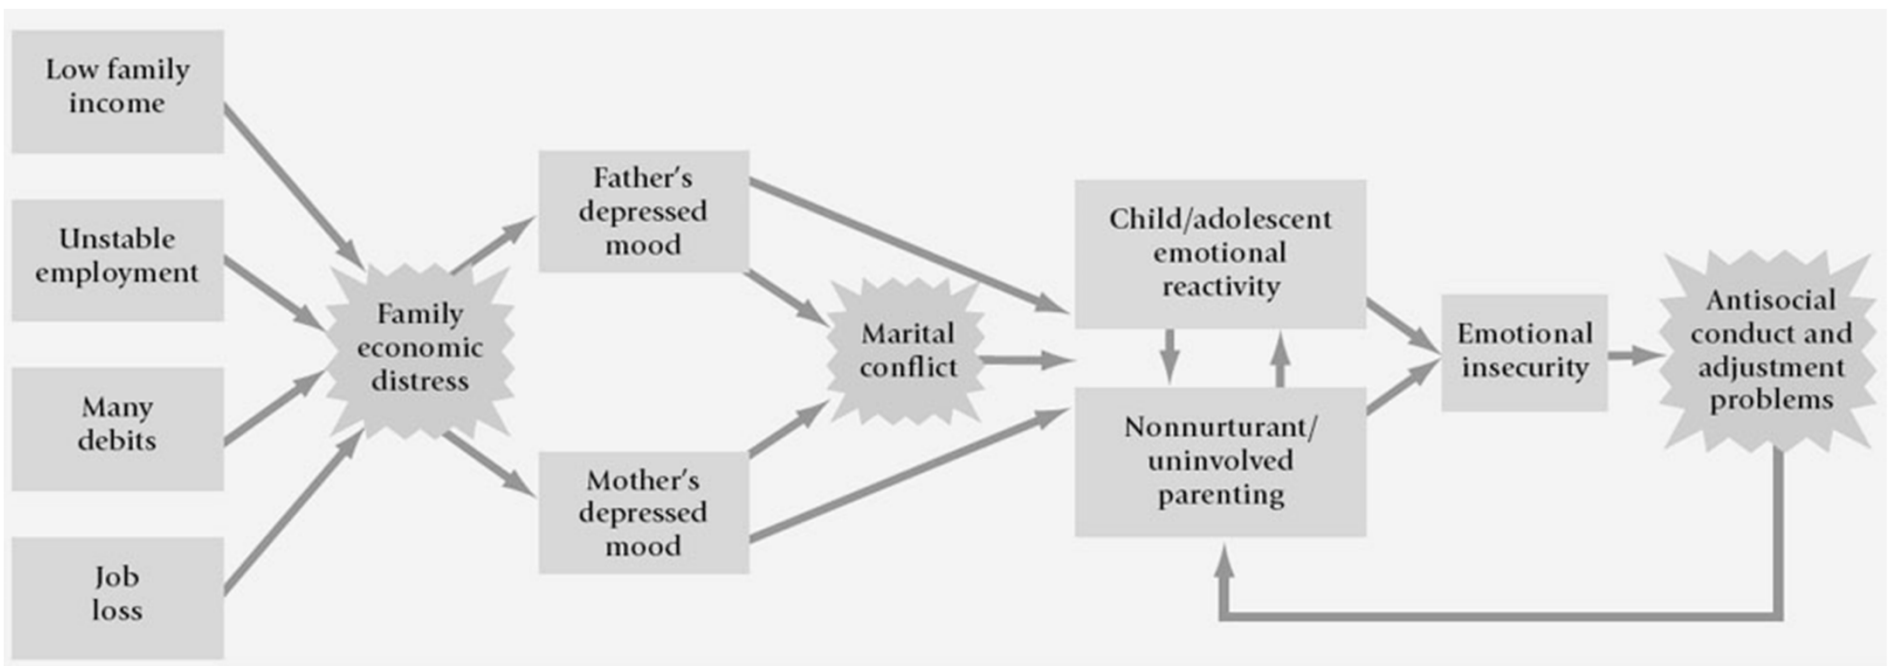 Low family
income
Unstable
employment
Many
debits
Job
loss
Family
economic
distress
Father's
depressed
mood
Mother's
depressed
mood
Marital
conflict
Child/adolescent
emotional
reactivity
Nonnurturant/
uninvolved
parenting
Emotional
insecurity
Antisocial
conduct and
adjustment
problems